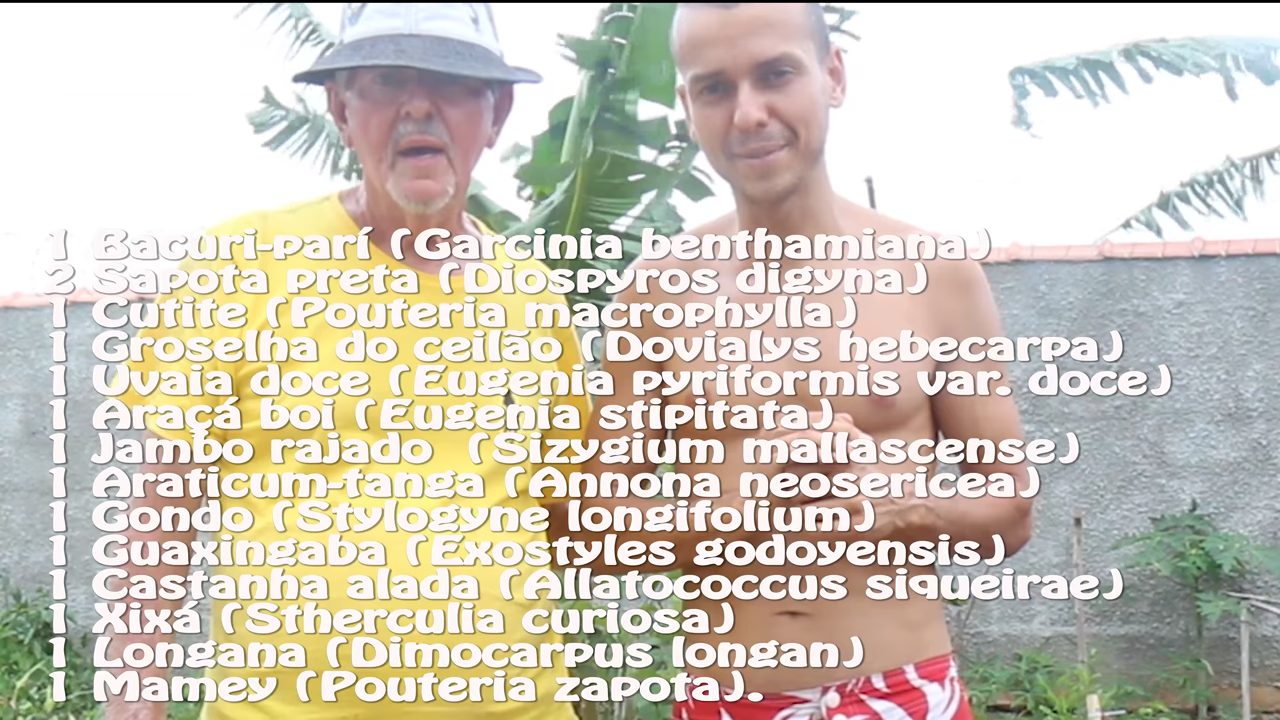 1 Bacuri-parí (Garcinia benthamiana)
2 Sapota preta (Diospyros digyna)
1 Cutite (Pouteria macrophylla)
1 Groselha do ceilão (Dovialys hebecarpa)
1 Uvaia doce (Eugenia pyriformis var. doce)
1 Araçá boi (Eugenia stipitata)
1 Jambo rajado (Sizygium mallascense)
1 Araticum-tanga (Annona neosericea)
1 Gondo (Stylogyne longifolium)
1 Guaxingaba (Exostyles godoyensis)
1 Castanha alada (Allatococcus siqueirae)
1 Xixá (Stherculia curiosa)
1 Longana (Dimocarpus longan)
1 Mamey (Pouteria zapota).